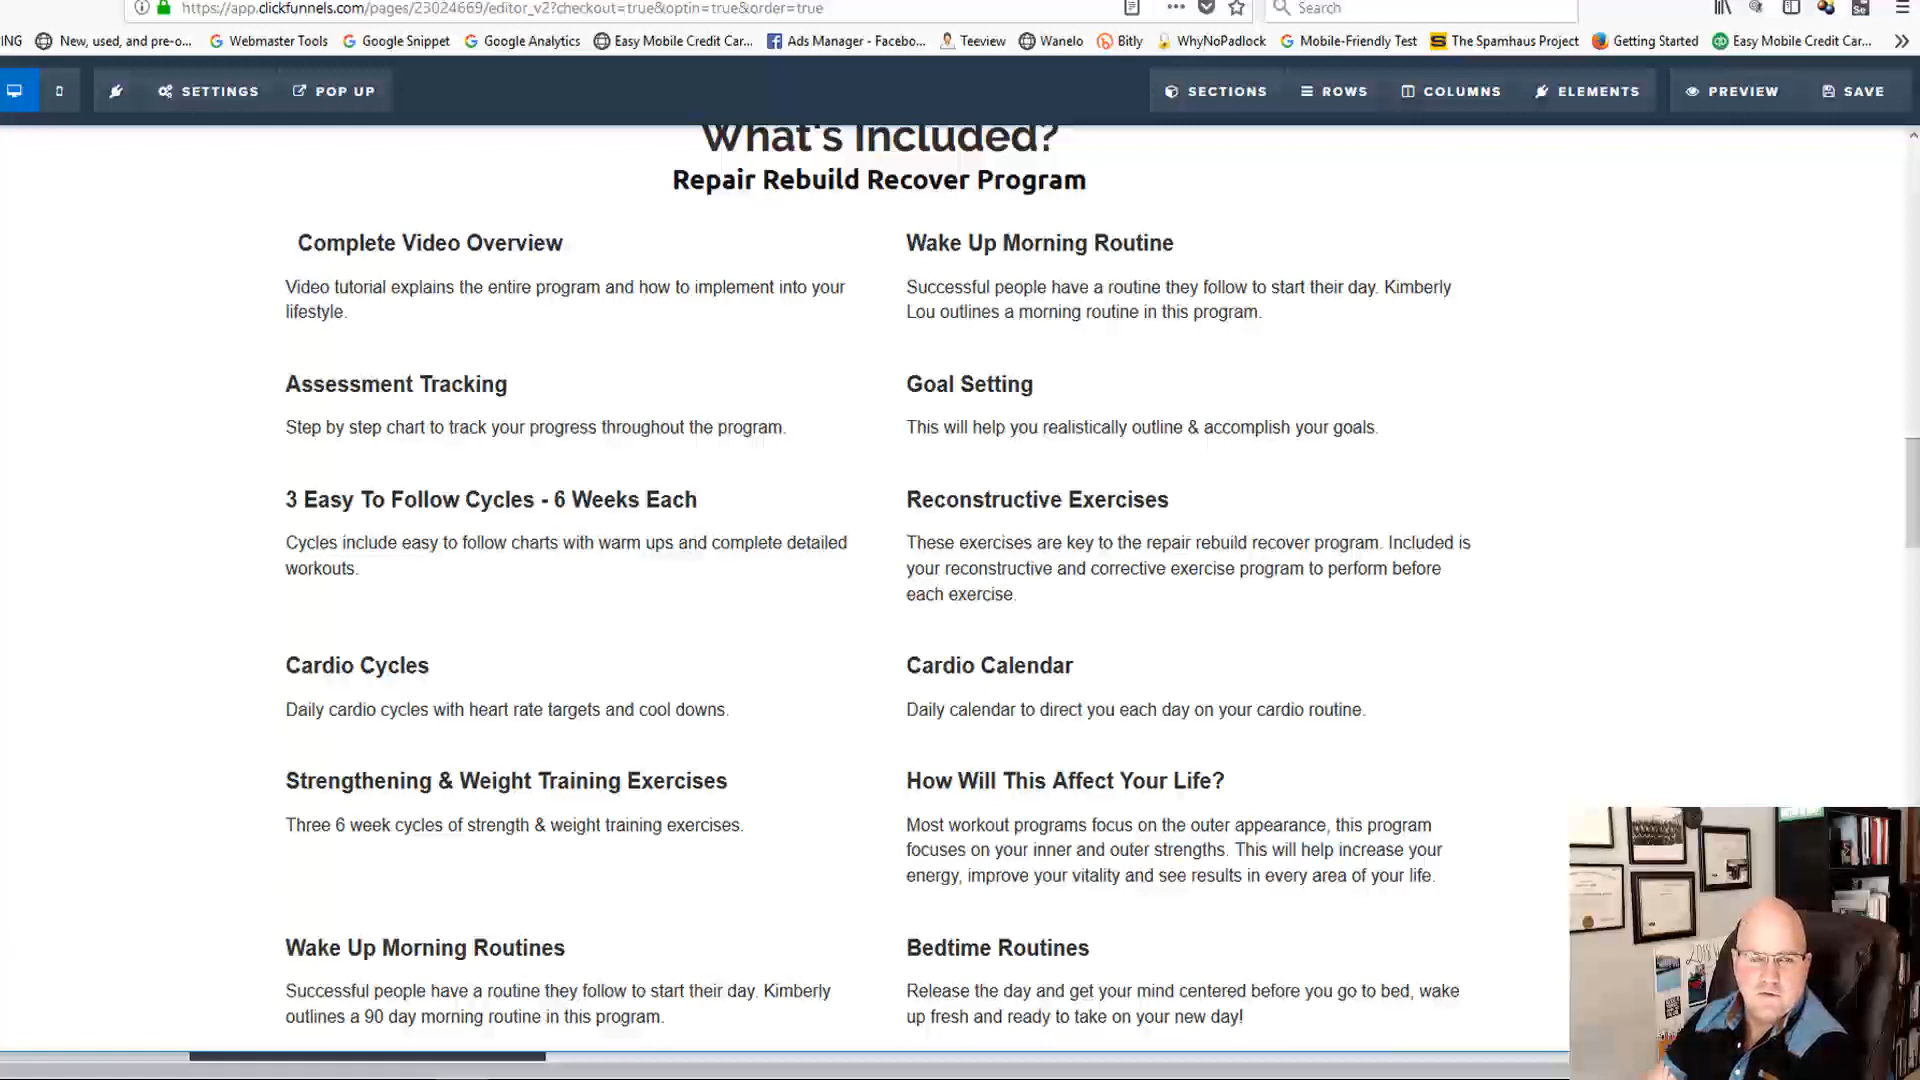 https://app.clickfunnels.com/pages/23024669/editor_v2?checkout=true&optin=true&order=true
Search
ING
New, used, and pre-o...
Webmaster Tools
Google Snippet
Google Analytics
Easy Mobile Credit Car...
Ads Manager - Facebo...
Teeview
Wanelo
Bitly
WhyNoPadlock
Mobile-Friendly Test
The Spamhaus Project
Getting Started
Easy Mobile Credit Car...
SETTINGS
POP UP
SECTIONS
ROWS
COLUMNS
ELEMENTS
PREVIEW
SAVE
What's Included?
Repair Rebuild Recover Program
Complete Video Overview
Video tutorial explains the entire program and how to implement into your
lifestyle.
Wake Up Morning Routine
Successful people have a routine they follow to start their day. Kimberly
Lou outlines a morning routine in this program.
Assessment Tracking
Step by step chart to track your progress throughout the program.
Goal Setting
This will help you realistically outline & accomplish your goals.
3 Easy To Follow Cycles - 6 Weeks Each
Cycles include easy to follow charts with warm ups and complete detailed
workouts.
Reconstructive Exercises
These exercises are key to the repair rebuild recover program. Included is
your reconstructive and corrective exercise program to perform before
each exercise.
Cardio Cycles
Daily cardio cycles with heart rate targets and cool downs.
Cardio Calendar
Daily calendar to direct you each day on your cardio routine.
Strengthening & Weight Training Exercises
Three 6 week cycles of strength & weight training exercises.
How Will This Affect Your Life?
Most workout programs focus on the outer appearance, this program
focuses on your inner and outer strengths. This will help increase your
energy, improve your vitality and see results in every area of your life.
Wake Up Morning Routines
Successful people have a routine they follow to start their day. Kimberly
outlines a 90 day morning routine in this program.
Bedtime Routines
Release the day and get your mind centered before you go to bed, wake
up fresh and ready to take on your new day!